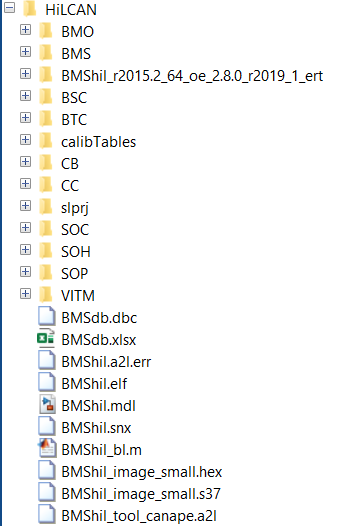 HiLCAN
BMO
BMS
BMShil_r2015.2_64_oe_2.8.0_r2019_1_ert
BSC
BTC
calibTables
CB
CC
slprj
SOC
SOH
SOP
VITM
BMSdb.dbc
BMSdb.xlsx
BMShil.a2l.err
BMShil.elf
BMShil.mdl
BMShil.snx
BMShil_bl.m
BMShil_image_small.hex
BMShil_image_small.s37
BMShil_tool_canape.a2l